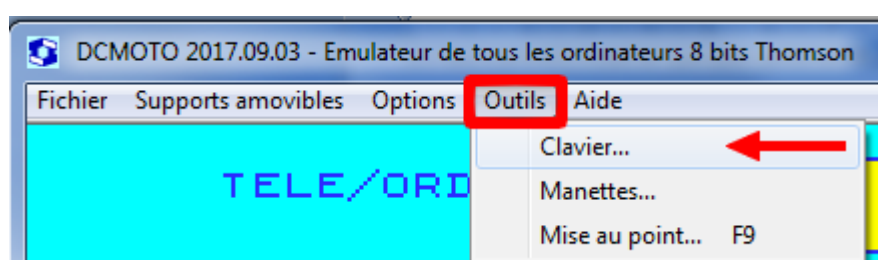 DCMOTO 2017.09.03 - Emulateur de tous les ordinateurs 8 bits Thomson
Fichier Supports amovibles Options Outils Aide
Clavier...
TELE/ORD
Manettes...
Mise au point... F9